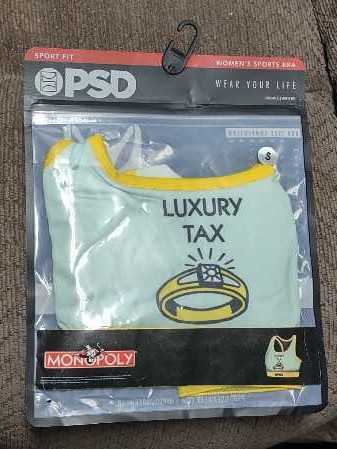 SPORT FIT
WOMEN'S SPORTS BRA
PSD
WEAR YOUR LIFE
S
LUXURY
TAX
MONOPOLY